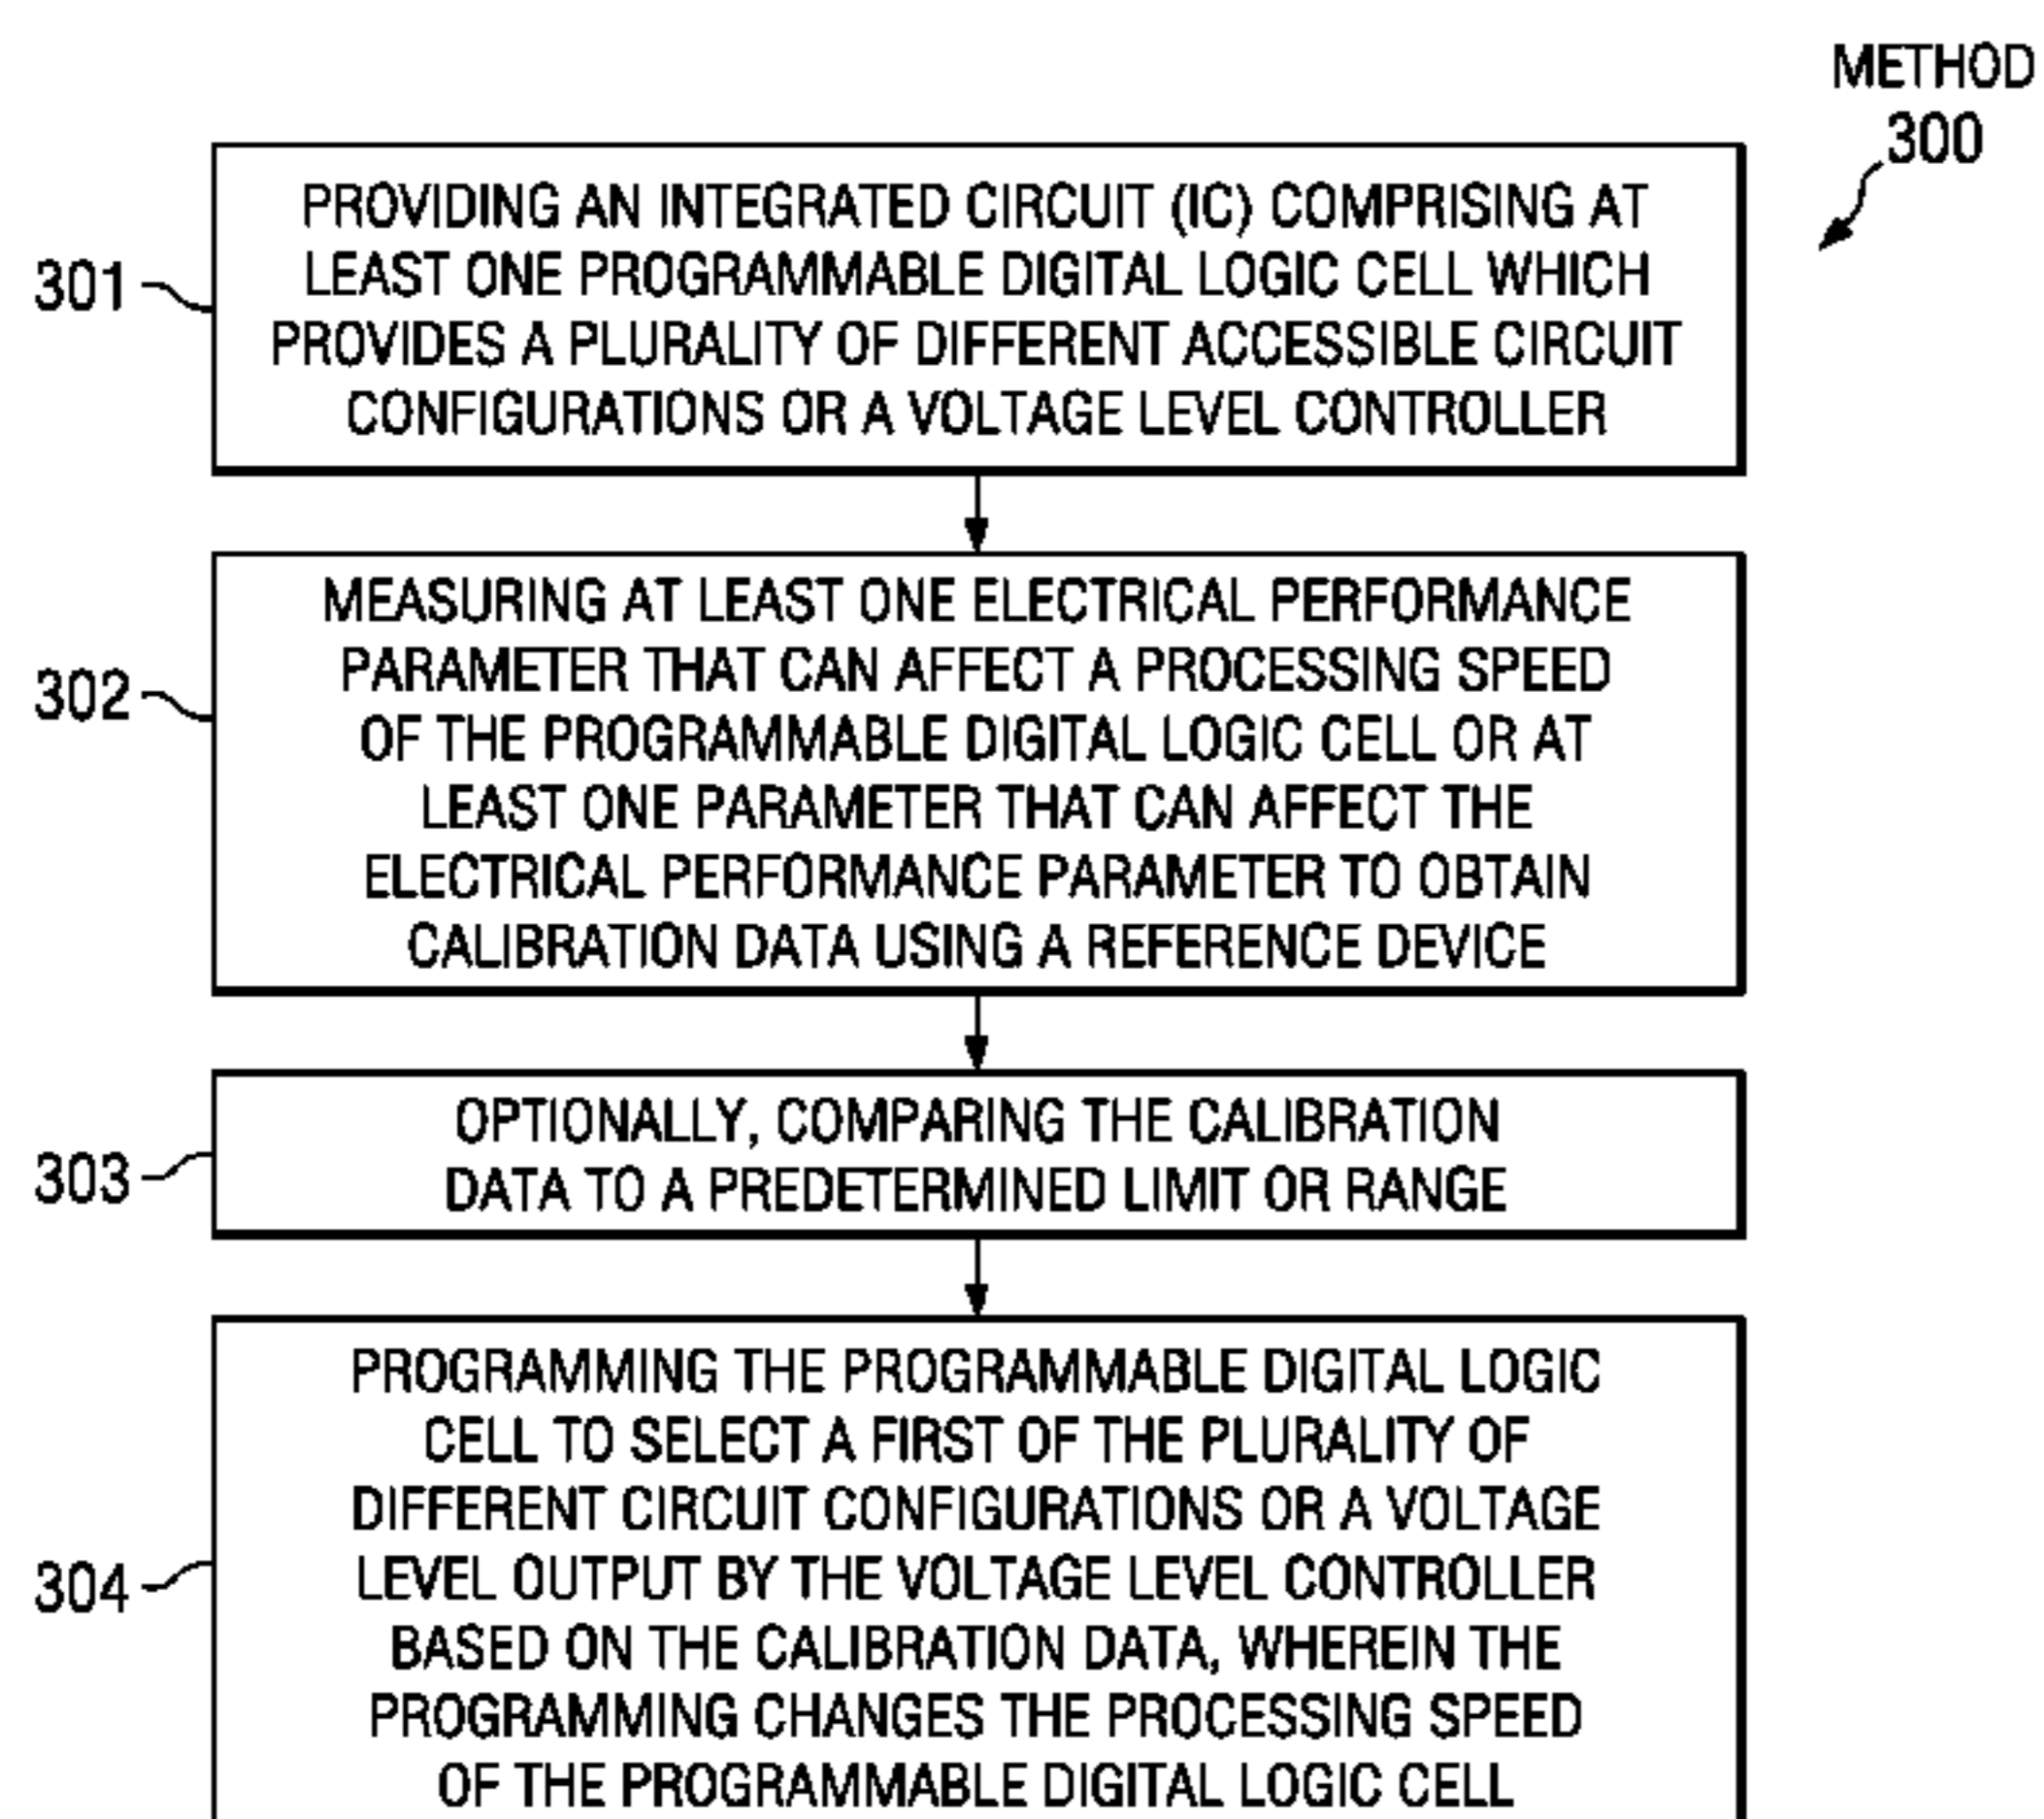 METHOD
300
301
PROVIDING AN INTEGRATED CIRCUIT (IC) COMPRISING AT
LEAST ONE PROGRAMMABLE DIGITAL LOGIC CELL WHICH
PROVIDES A PLURALITY OF DIFFERENT ACCESSIBLE CIRCUIT
CONFIGURATIONS OR A VOLTAGE LEVEL CONTROLLER
302
MEASURING AT LEAST ONE ELECTRICAL PERFORMANCE
PARAMETER THAT CAN AFFECT A PROCESSING SPEED
OF THE PROGRAMMABLE DIGITAL LOGIC CELL OR AT
LEAST ONE PARAMETER THAT CAN AFFECT THE
ELECTRICAL PERFORMANCE PARAMETER TO OBTAIN
CALIBRATION DATA USING A REFERENCE DEVICE
303
OPTIONALLY, COMPARING THE CALIBRATION
DATA TO A PREDETERMINED LIMIT OR RANGE
304
PROGRAMMING THE PROGRAMMABLE DIGITAL LOGIC
CELL TO SELECT A FIRST OF THE PLURALITY OF
DIFFERENT CIRCUIT CONFIGURATIONS OR A VOLTAGE
LEVEL OUTPUT BY THE VOLTAGE LEVEL CONTROLLER
BASED ON THE CALIBRATION DATA, WHEREIN THE
PROGRAMMING CHANGES THE PROCESSING SPEED
OF THE PROGRAMMABLE DIGITAL LOGIC CELL